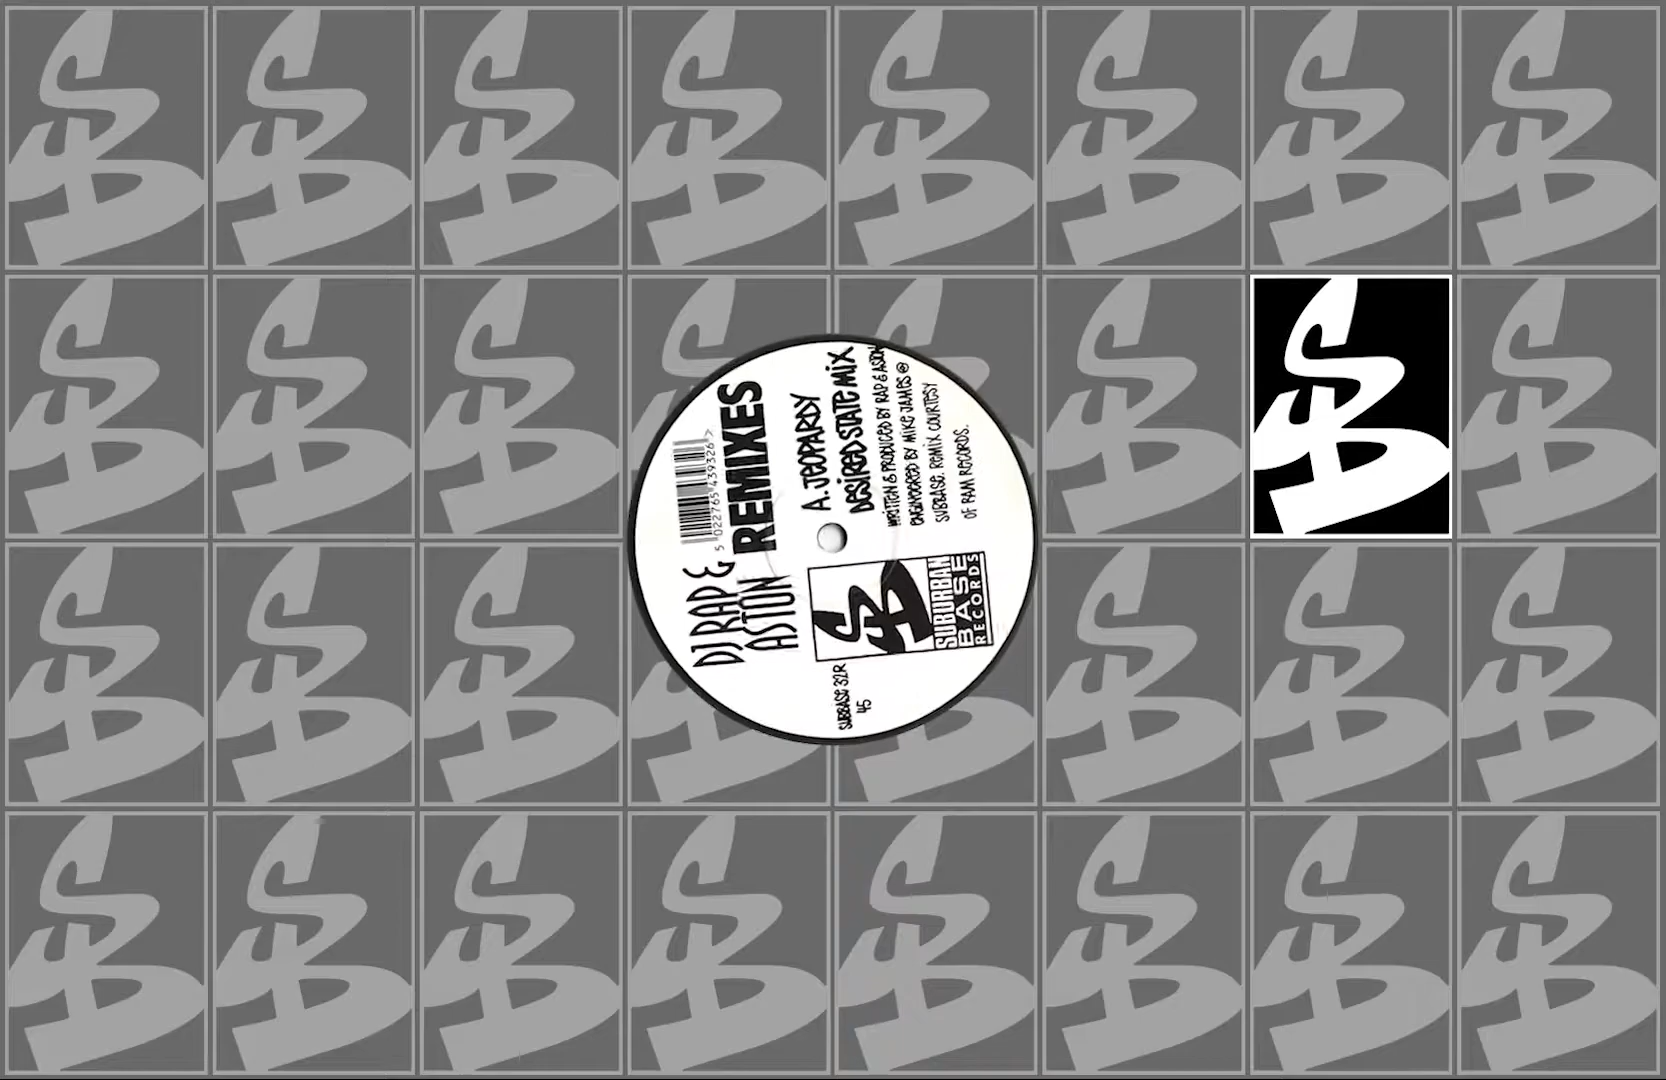 DJ RAP &
ASTON
REMIXES
5 022765 439326 >
A. JEOPARDY
DESIRED STATE MIX
WRITTEN & PRODUCED BY RAP & ASTON
ENGINEERED BY MIKE JAMES @
SUBBASE. REMIX COURTESY
OF RAM RECORDS.
SUBURBAN
BASE
RECORDS
SUBBASE 32R
45